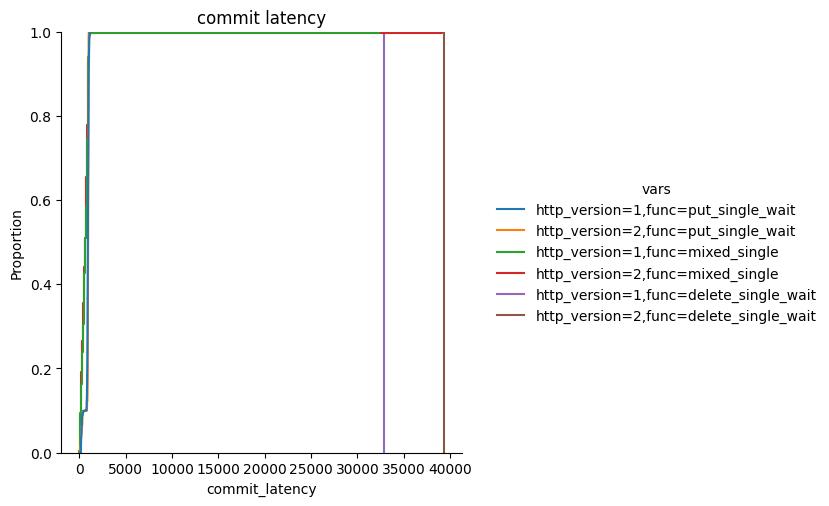 commit latency
1.0
0.8
0.6
0.4
0.2
0.0
Proportion
0 5000 10000 15000 20000 25000 30000 35000 40000
commit_latency
vars
http_version=1,func=put_single_wait
http_version=2,func=put_single_wait
http_version=1,func=mixed_single
http_version=2,func=mixed_single
http_version=1,func=delete_single_wait
http_version=2,func=delete_single_wait